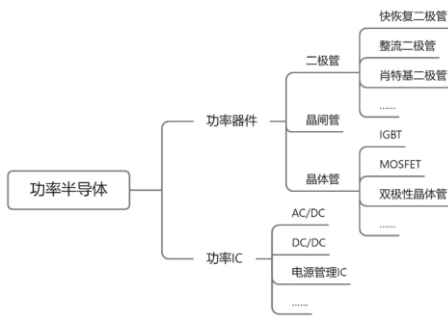 功率半导体
功率器件
二极管
快恢复二极管
整流二极管
肖特基二极管
......
晶闸管
晶体管
IGBT
MOSFET
双极性晶体管
......
功率IC
AC/DC
DC/DC
电源管理IC
......